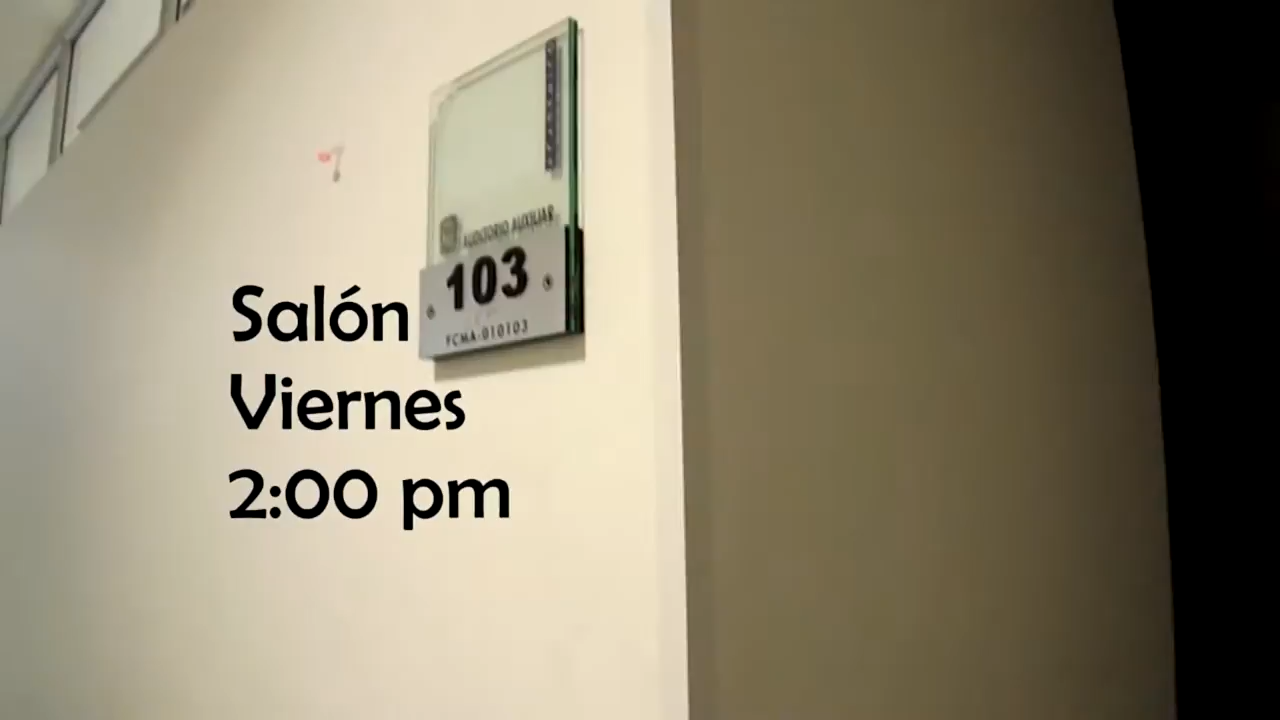 AUDITORIO AUXILIAR
103
FCMA-010103
Salón
Viernes
2:00 pm